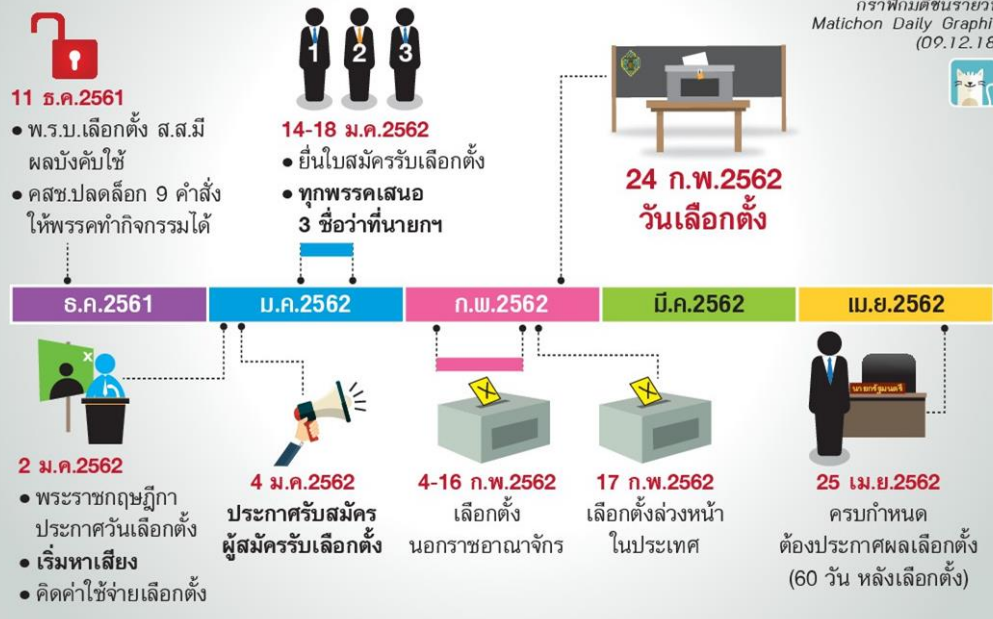 กราฟิกมติชนรายวัน
Matichon Daily Graphi
(09.12.18
11 ธ.ค.2561
• พ.ร.บ.เลือกตั้ง ส.ส.มี
ผลบังคับใช้
• คสช.ปลดล็อก 9 คำสั่ง
ให้พรรคทำกิจกรรมได้
1 2 3
14-18 ม.ค.2562
• ยื่นใบสมัครรับเลือกตั้ง
• ทุกพรรคเสนอ
3 ชื่อว่าที่นายกฯ
24 ก.พ.2562
วันเลือกตั้ง
ธ.ค.2561
ม.ค.2562
ก.พ.2562
มี.ค.2562
เม.ย.2562
2 ม.ค.2562
• พระราชกฤษฎีกา
ประกาศวันเลือกตั้ง
• เริ่มหาเสียง
• คิดค่าใช้จ่ายเลือกตั้ง
4 ม.ค.2562
ประกาศรับสมัคร
ผู้สมัครรับเลือกตั้ง
4-16 ก.พ.2562
เลือกตั้ง
นอกราชอาณาจักร
17 ก.พ.2562
เลือกตั้งล่วงหน้า
ในประเทศ
นายกรัฐมนตรี
25 เม.ย.2562
ครบกำหนด
ต้องประกาศผลเลือกตั้ง
(60 วัน หลังเลือกตั้ง)